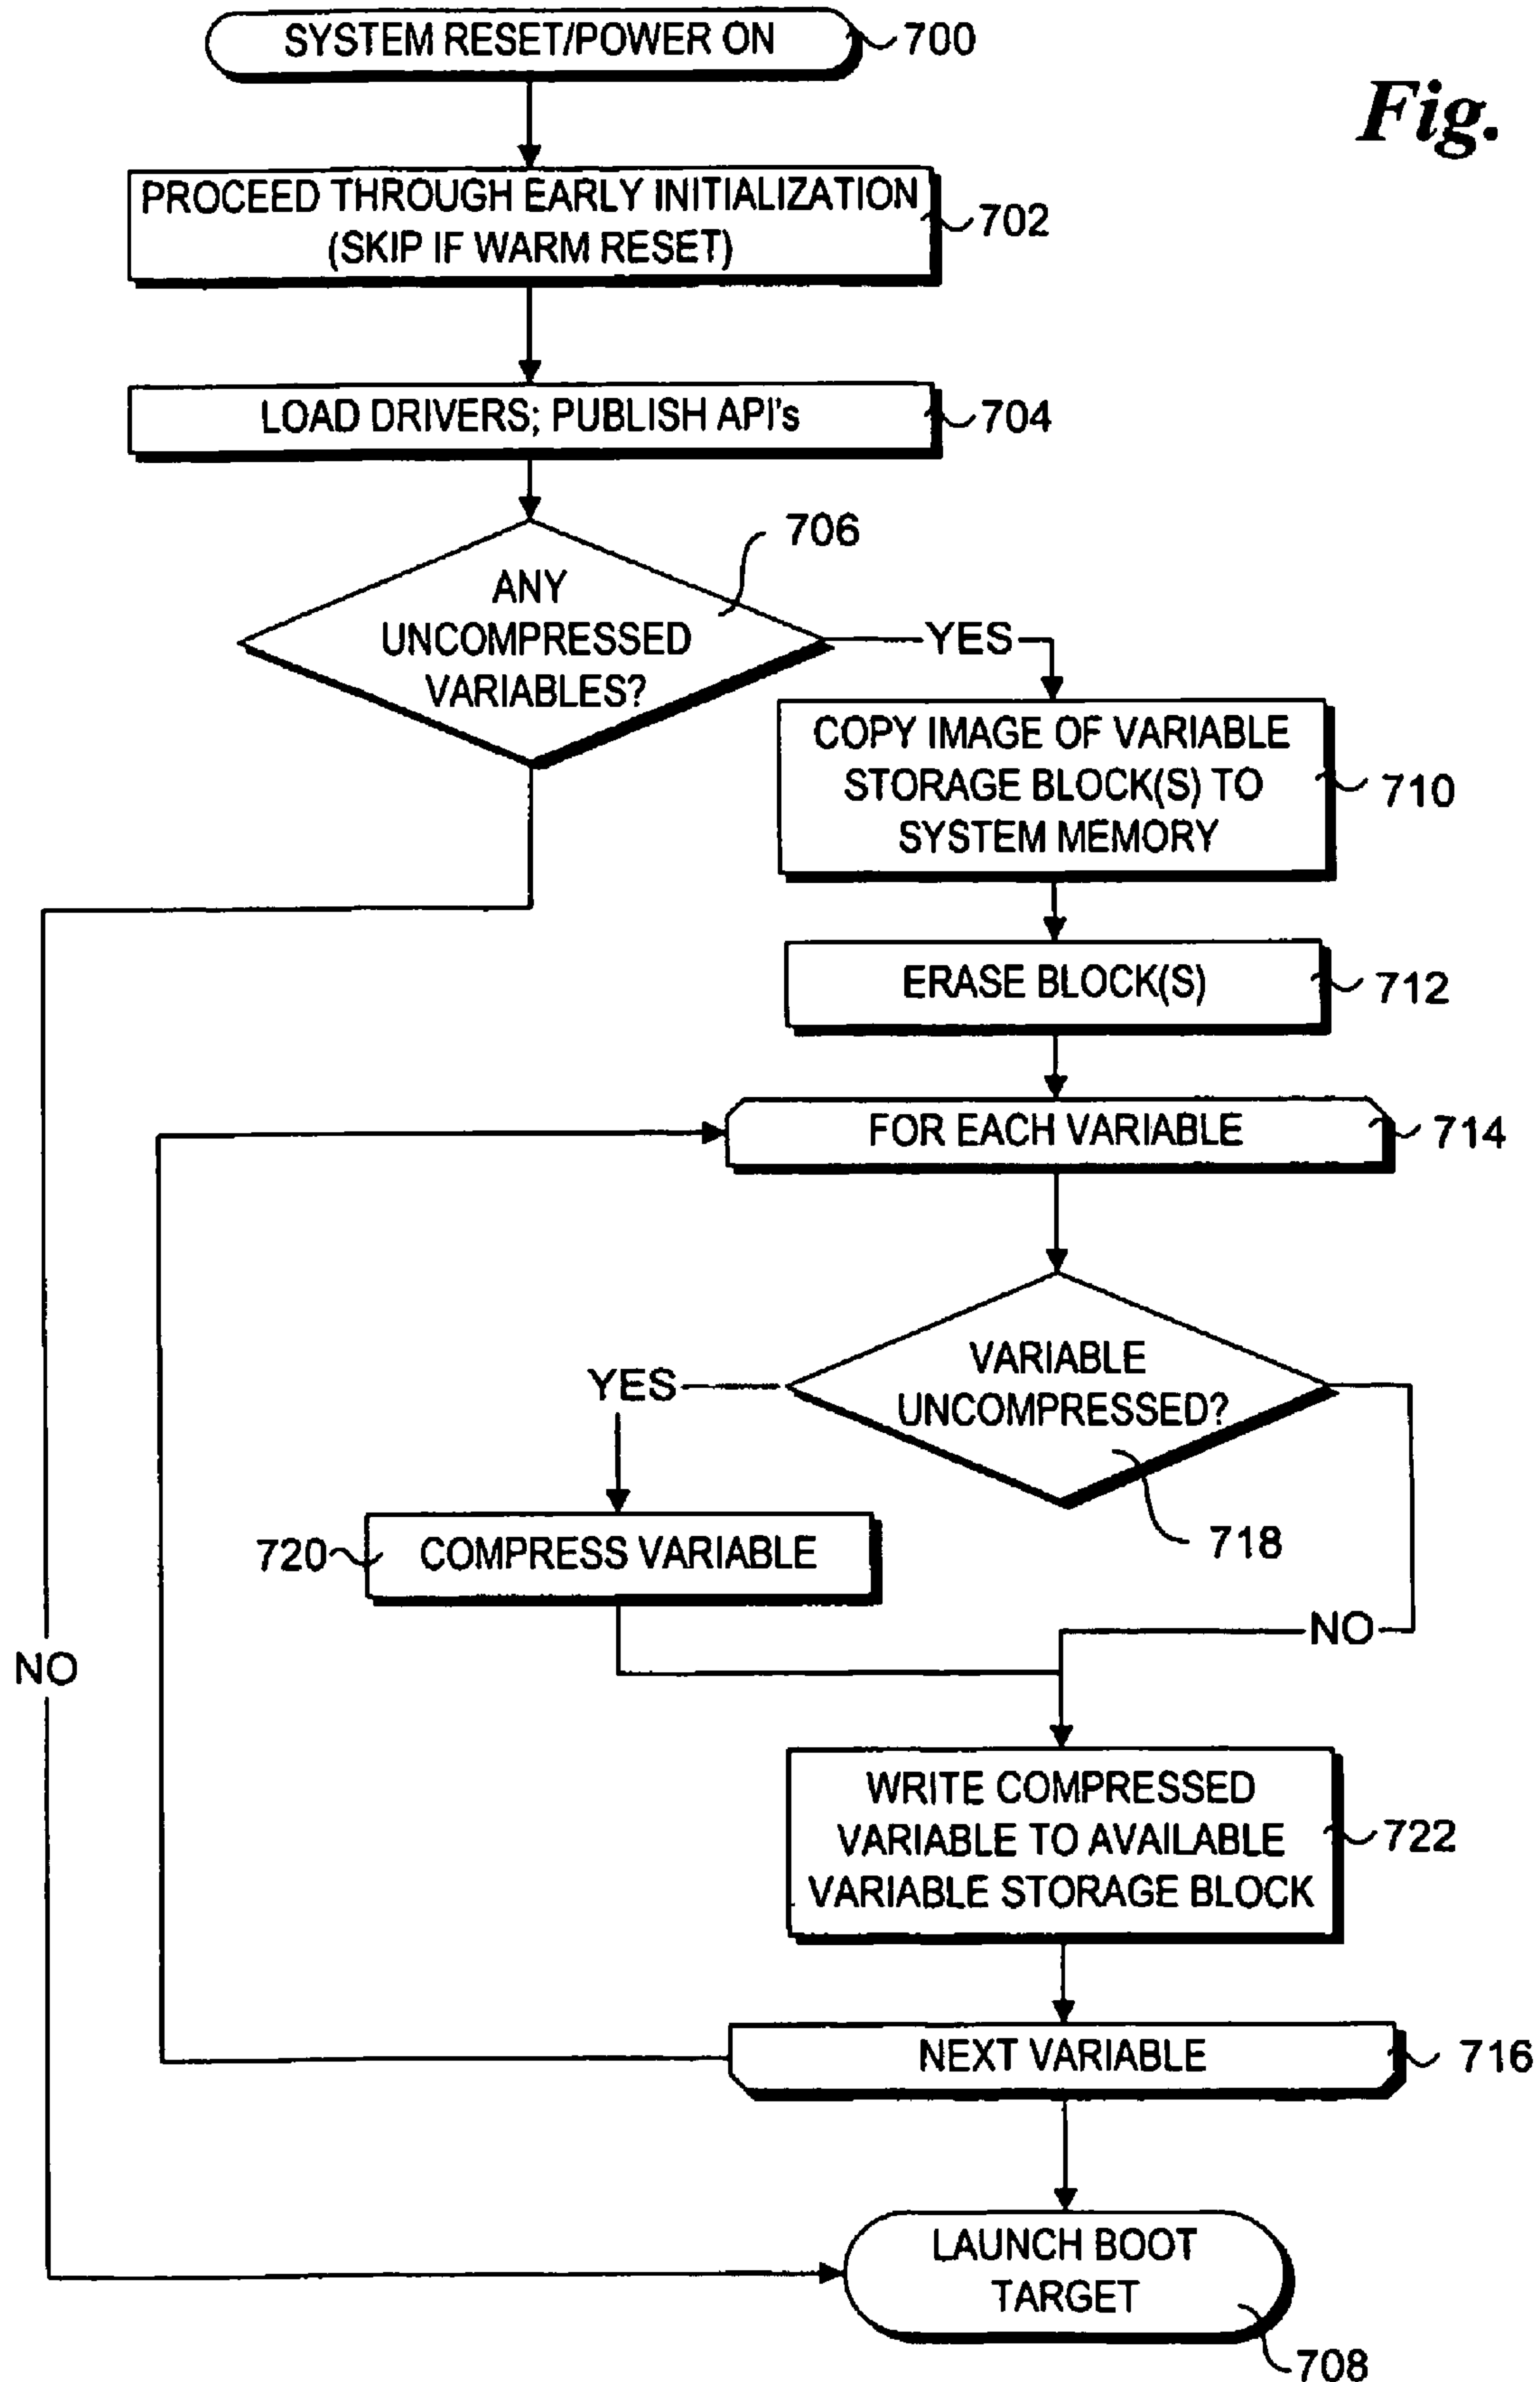 SYSTEM RESET/POWER ON
700
Fig.
PROCEED THROUGH EARLY INITIALIZATION
(SKIP IF WARM RESET)
702
LOAD DRIVERS; PUBLISH API's
704
706
ANY
UNCOMPRESSED
VARIABLES?
YES
COPY IMAGE OF VARIABLE
STORAGE BLOCK(S) TO
SYSTEM MEMORY
710
ERASE BLOCK(S)
712
FOR EACH VARIABLE
714
VARIABLE
UNCOMPRESSED?
YES
718
720
COMPRESS VARIABLE
NO
NO
WRITE COMPRESSED
VARIABLE TO AVAILABLE
VARIABLE STORAGE BLOCK
722
NEXT VARIABLE
716
LAUNCH BOOT
TARGET
708